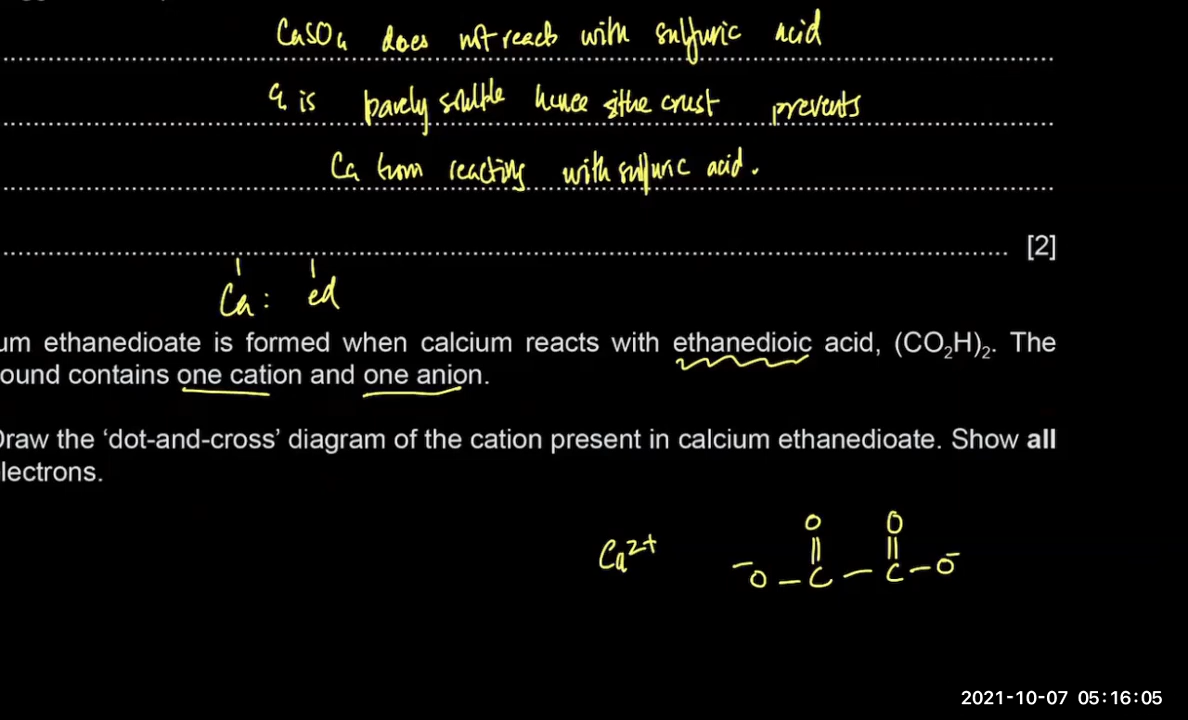 CaSO₄ does not react with sulfuric acid
is barely soluble hence the crust prevents
Ca from reacting with sulfuric acid.
[2]
Ca: ed
um ethanedioate is formed when calcium reacts with ethanedioic acid, (CO₂H)₂. The
ound contains one cation and one anion.
Draw the ‘dot-and-cross’ diagram of the cation present in calcium ethanedioate. Show all
lectrons.
O O
Ca²⁺ ⁻O – C – C – O⁻
2021-10-07 05:16:05